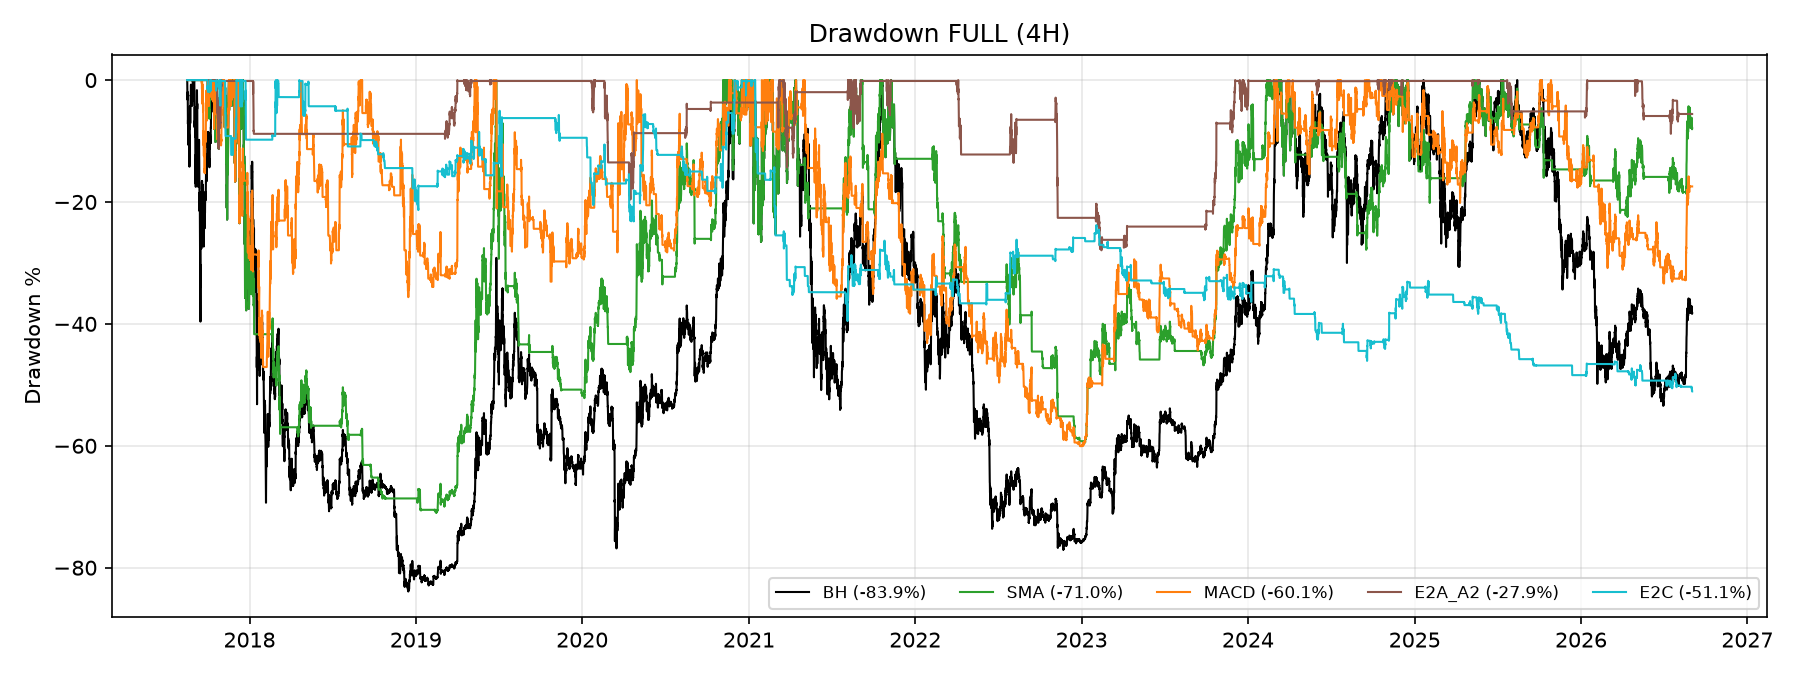 Drawdown FULL (4H)
Drawdown %
0
−20
−40
−60
−80
BH (-83.9%) SMA (-71.0%) MACD (-60.1%) E2A_A2 (-27.9%) E2C (-51.1%)
2018 2019 2020 2021 2022 2023 2024 2025 2026 2027